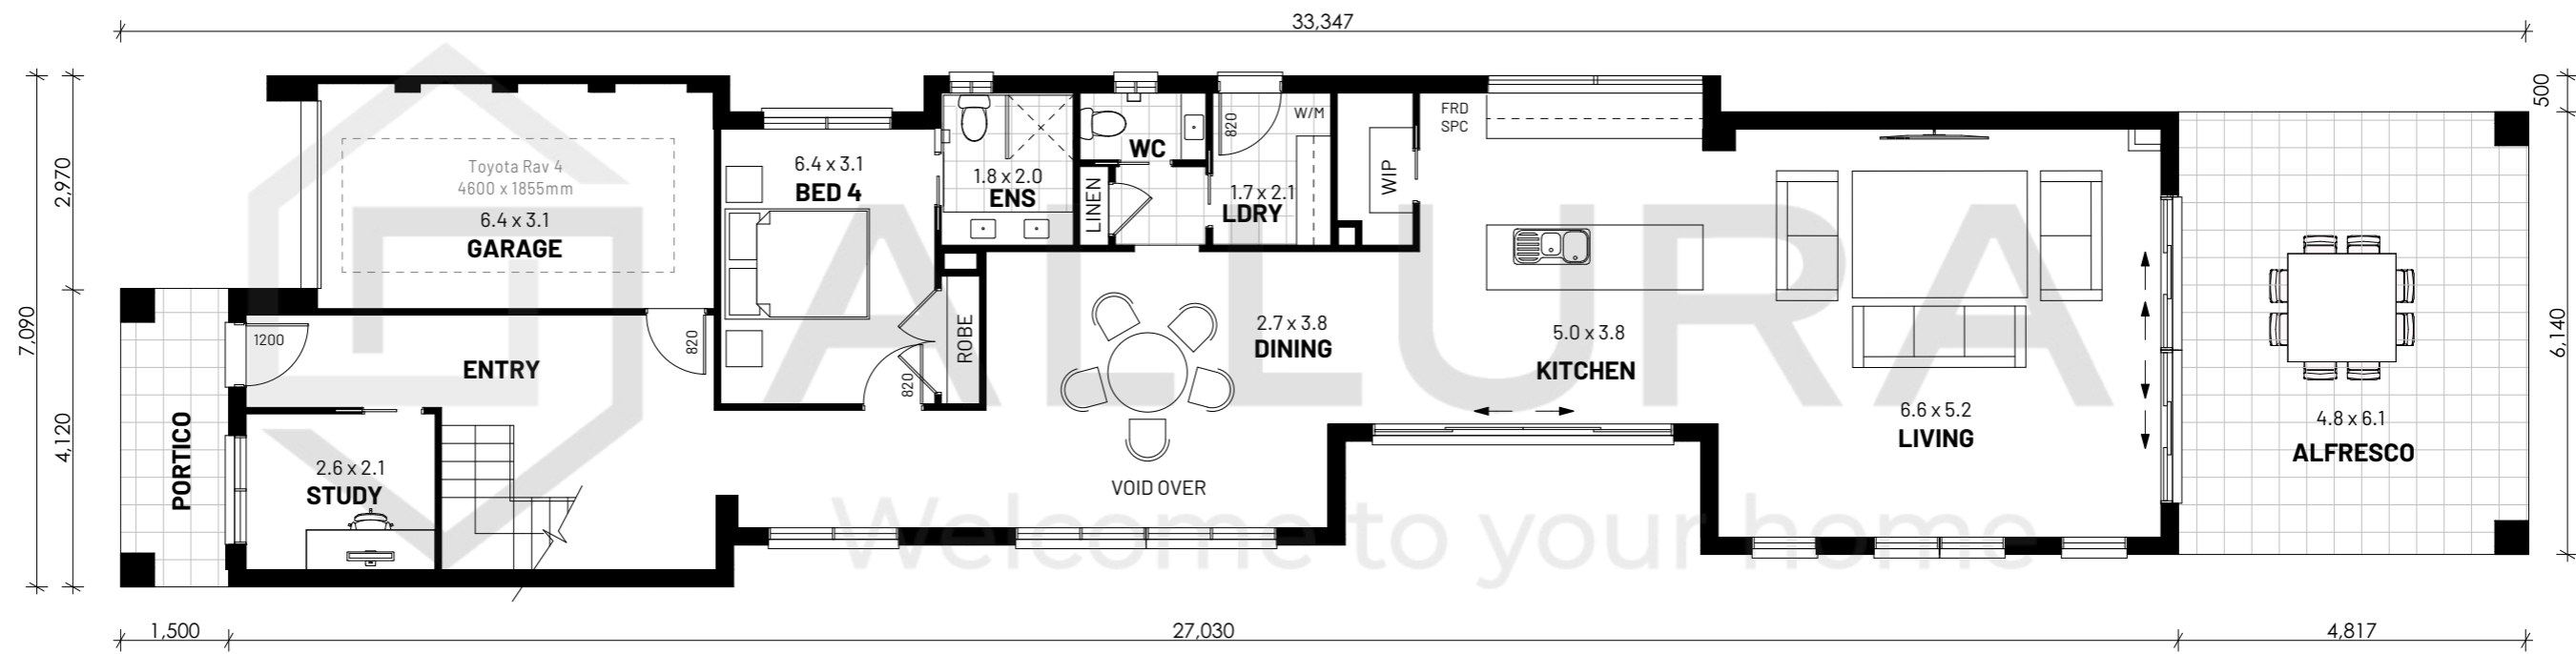 33,347
500
2,970
7,090
4,120
6,140
Toyota Rav 4
4600 x 1855mm
6.4 x 3.1
GARAGE
6.4 x 3.1
BED 4
1.8 x 2.0
ENS
WC
LINEN
820
W/M
1.7 x 2.1
LDRY
WIP
FRD
SPC
1200
ENTRY
820
820
ROBE
2.7 x 3.8
DINING
5.0 x 3.8
KITCHEN
6.6 x 5.2
LIVING
4.8 x 6.1
ALFRESCO
PORTICO
2.6 x 2.1
STUDY
VOID OVER
ALLURA
Welcome to your home
1,500
27,030
4,817